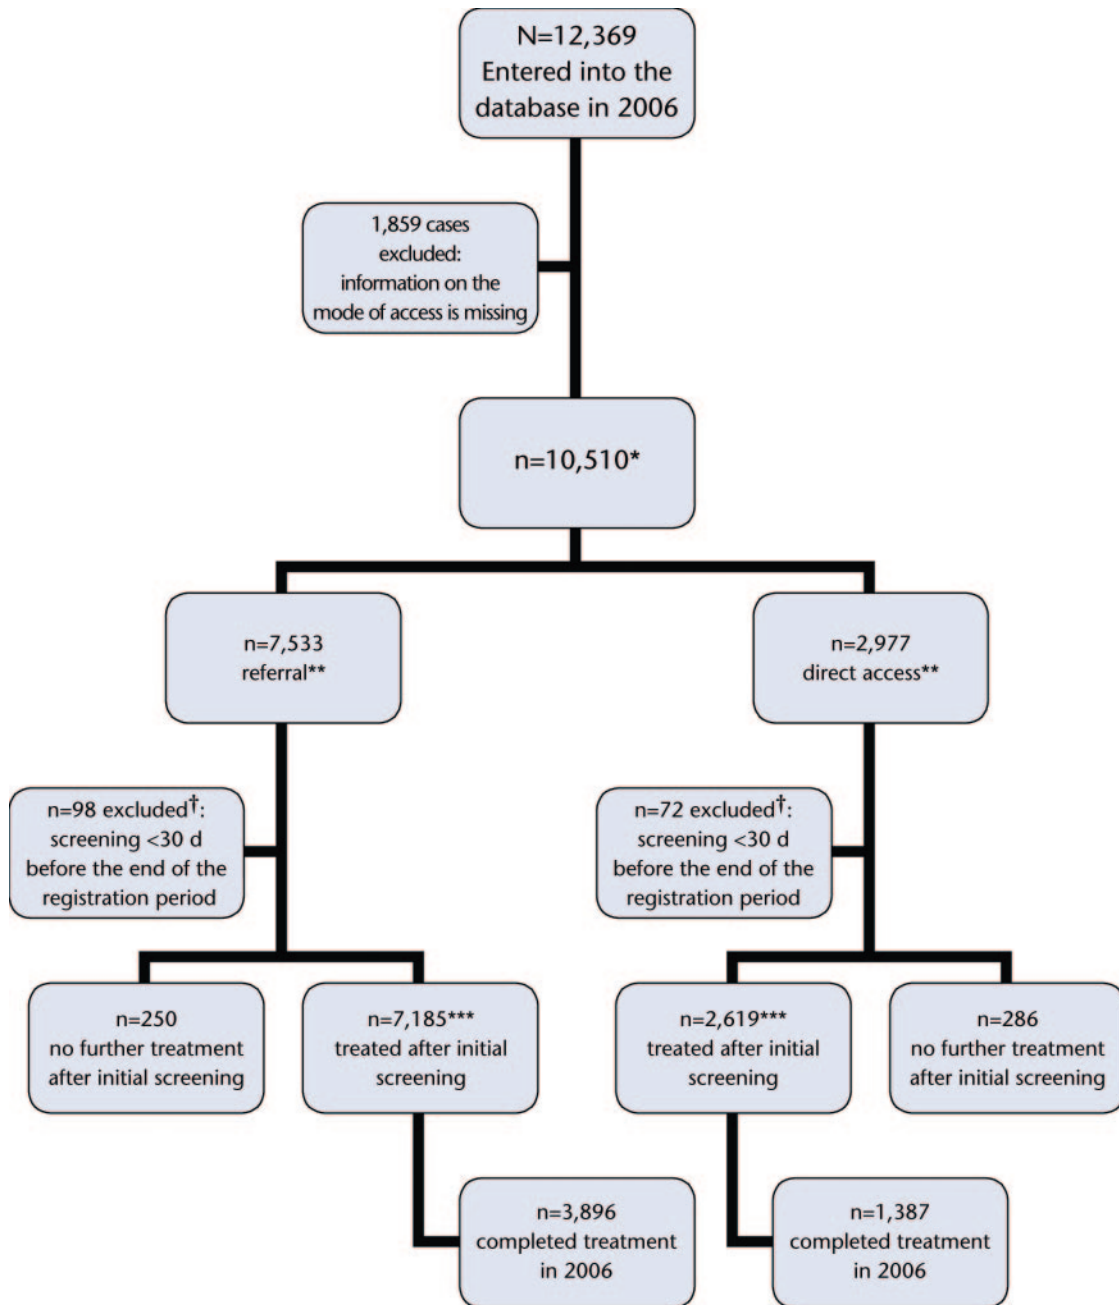 N=12,369
Entered into the
database in 2006
1,859 cases
excluded:
information on the
mode of access is missing
n=10,510*
n=7,533
referral**
n=2,977
direct access**
n=98 excluded†:
screening <30 d
before the end of the
registration period
n=72 excluded†:
screening <30 d
before the end of the
registration period
n=250
no further treatment
after initial screening
n=7,185***
treated after initial
screening
n=2,619***
treated after initial
screening
n=286
no further treatment
after initial screening
n=3,896
completed treatment
in 2006
n=1,387
completed treatment
in 2006